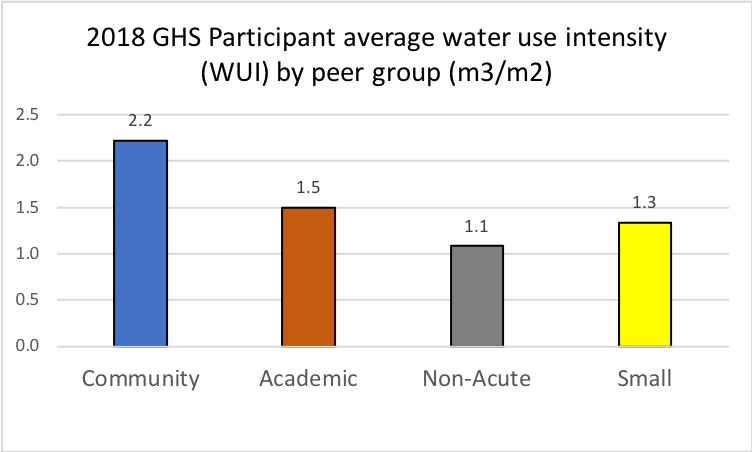 2018 GHS Participant average water use intensity
(WUI) by peer group (m3/m2)
2.5
2.0
1.5
1.0
0.5
0.0
2.2
1.5
1.1
1.3
Community
Academic
Non-Acute
Small